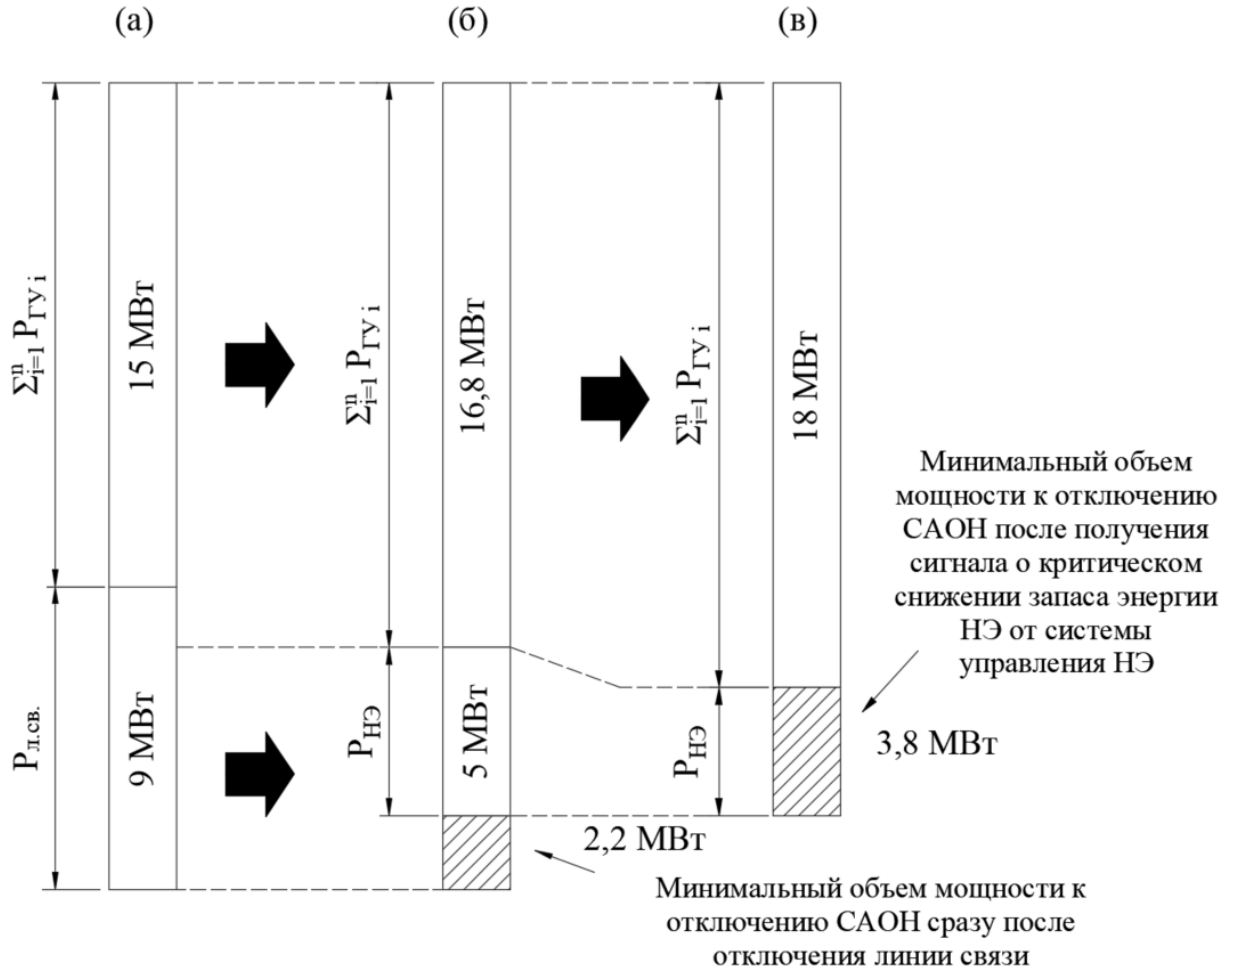 (а)
(б)
(в)
Σⁿᵢ₌₁ P_ГУ i
15 МВт
P_л.св.
9 МВт
Σⁿᵢ₌₁ P_ГУ i
16,8 МВт
P_НЭ
5 МВт
2,2 МВт
Минимальный объем мощности к
отключению САОН сразу после
отключения линии связи
Σⁿᵢ₌₁ P_ГУ i
18 МВт
P_НЭ
3,8 МВт
Минимальный объем
мощности к отключению
САОН после получения
сигнала о критическом
снижении запаса энергии
НЭ от системы
управления НЭ